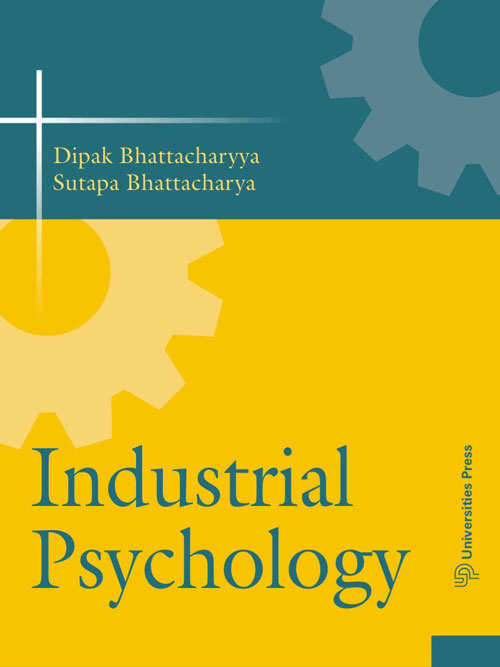 Dipak Bhattacharyya
Sutapa Bhattacharya
Industrial
Psychology
Universities Press